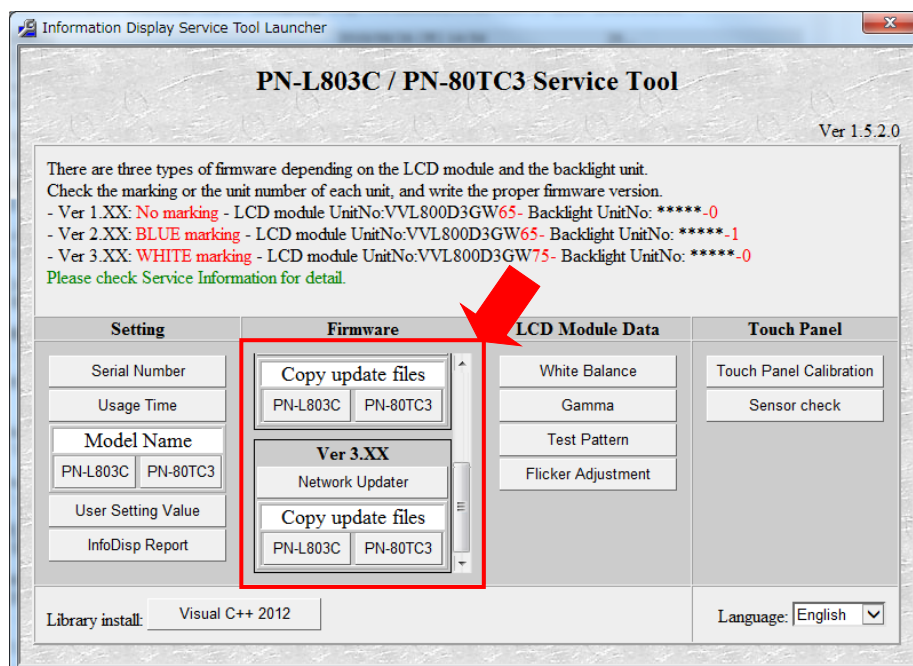 Information Display Service Tool Launcher
PN-L803C / PN-80TC3 Service Tool
Ver 1.5.2.0
There are three types of firmware depending on the LCD module and the backlight unit.
Check the marking or the unit number of each unit, and write the proper firmware version.
- Ver 1.XX: No marking - LCD module UnitNo:VVL800D3GW65- Backlight UnitNo: *****-0
- Ver 2.XX: BLUE marking - LCD module UnitNo:VVL800D3GW65- Backlight UnitNo: *****-1
- Ver 3.XX: WHITE marking - LCD module UnitNo:VVL800D3GW75- Backlight UnitNo: *****-0
Please check Service Information for detail.
Setting
Serial Number
Usage Time
Model Name
PN-L803C PN-80TC3
User Setting Value
InfoDisp Report
Firmware
Copy update files
PN-L803C PN-80TC3
Ver 3.XX
Network Updater
Copy update files
PN-L803C PN-80TC3
LCD Module Data
White Balance
Gamma
Test Pattern
Flicker Adjustment
Touch Panel
Touch Panel Calibration
Sensor check
Library install: Visual C++ 2012
Language: English